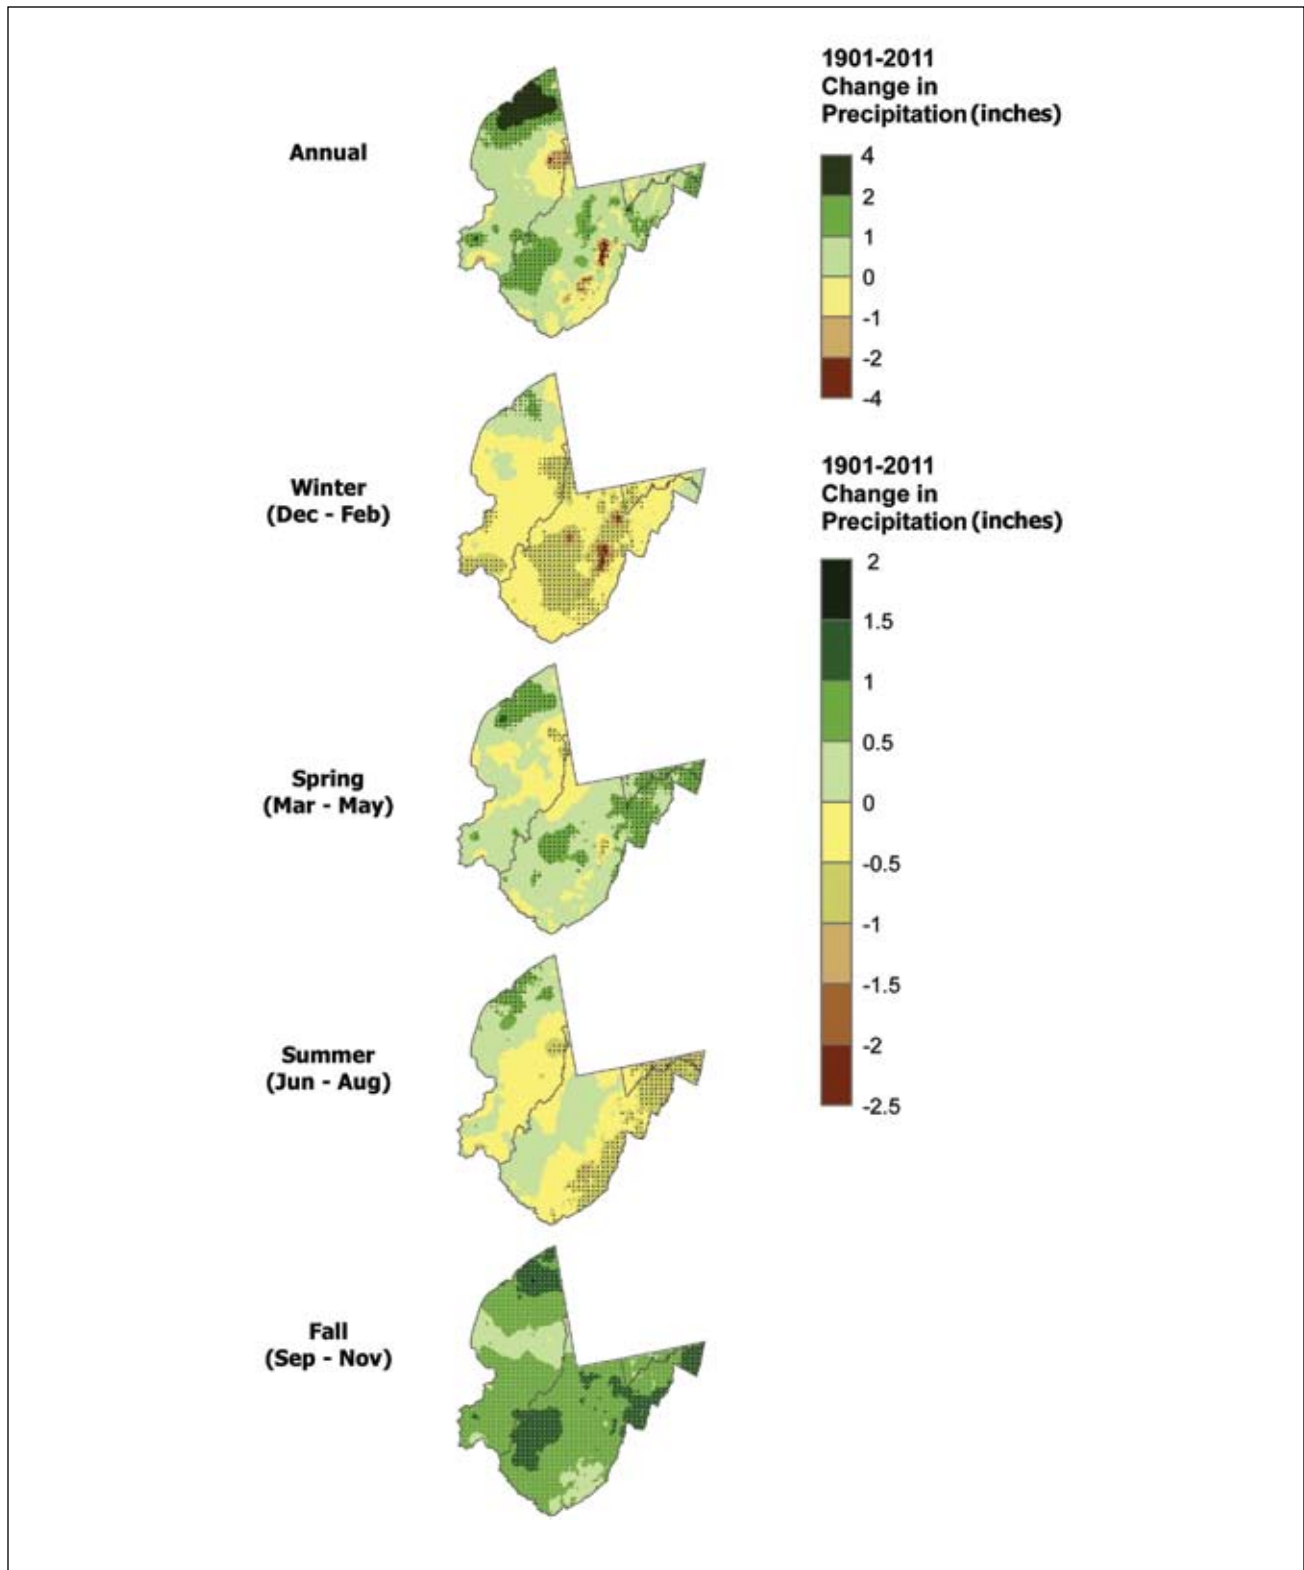 1901-2011
Change in
Precipitation (inches)
Annual
4
2
1
0
-1
-2
-4
1901-2011
Change in
Precipitation (inches)
Winter
(Dec - Feb)
2
1.5
1
0.5
0
-0.5
-1
-1.5
-2
-2.5
Spring
(Mar - May)
Summer
(Jun - Aug)
Fall
(Sep - Nov)